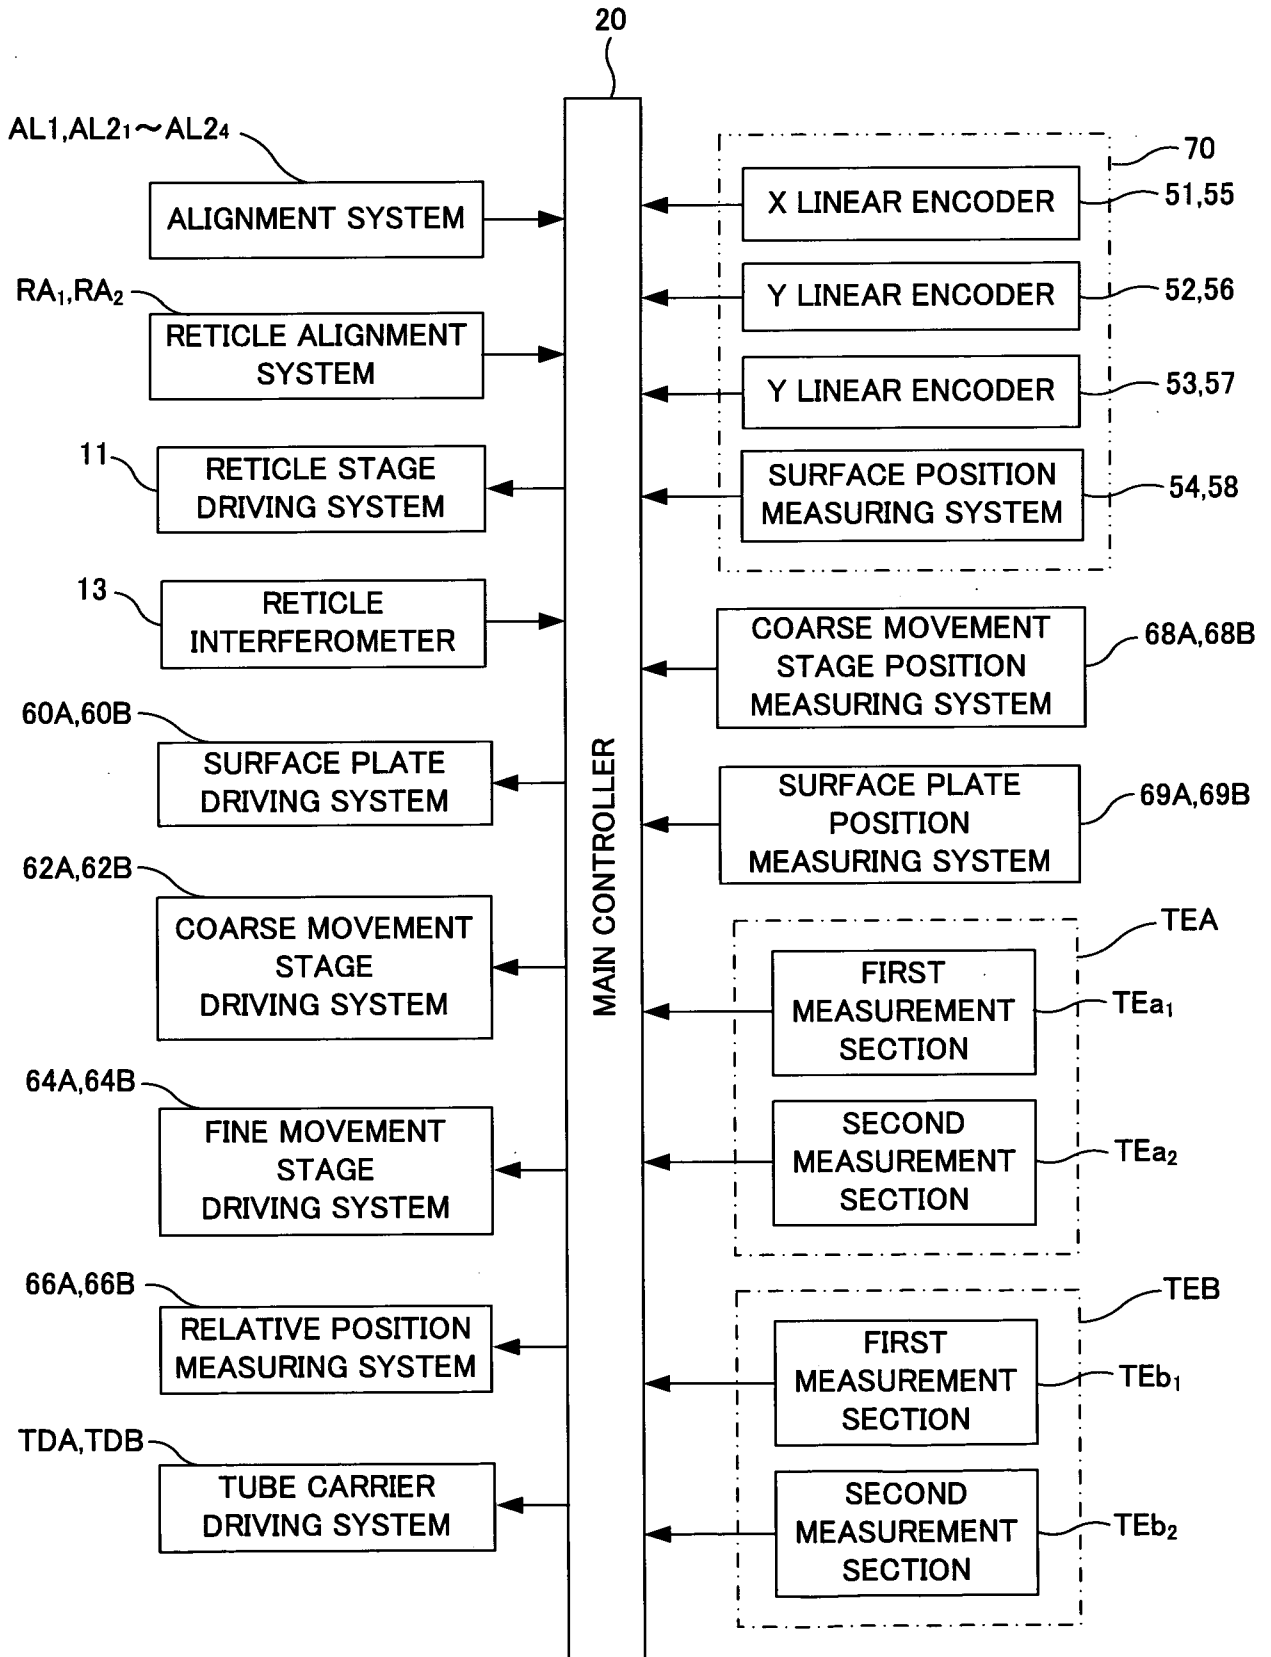 20
AL1,AL2₁～AL2₄
ALIGNMENT SYSTEM
RA₁,RA₂
RETICLE ALIGNMENT
SYSTEM
11
RETICLE STAGE
DRIVING SYSTEM
13
RETICLE
INTERFEROMETER
60A,60B
SURFACE PLATE
DRIVING SYSTEM
62A,62B
COARSE MOVEMENT
STAGE
DRIVING SYSTEM
64A,64B
FINE MOVEMENT
STAGE
DRIVING SYSTEM
66A,66B
RELATIVE POSITION
MEASURING SYSTEM
TDA,TDB
TUBE CARRIER
DRIVING SYSTEM
MAIN CONTROLLER
70
X LINEAR ENCODER
51,55
Y LINEAR ENCODER
52,56
Y LINEAR ENCODER
53,57
SURFACE POSITION
MEASURING SYSTEM
54,58
COARSE MOVEMENT
STAGE POSITION
MEASURING SYSTEM
68A,68B
SURFACE PLATE
POSITION
MEASURING SYSTEM
69A,69B
TEA
FIRST
MEASUREMENT
SECTION
TEa₁
SECOND
MEASUREMENT
SECTION
TEa₂
TEB
FIRST
MEASUREMENT
SECTION
TEb₁
SECOND
MEASUREMENT
SECTION
TEb₂